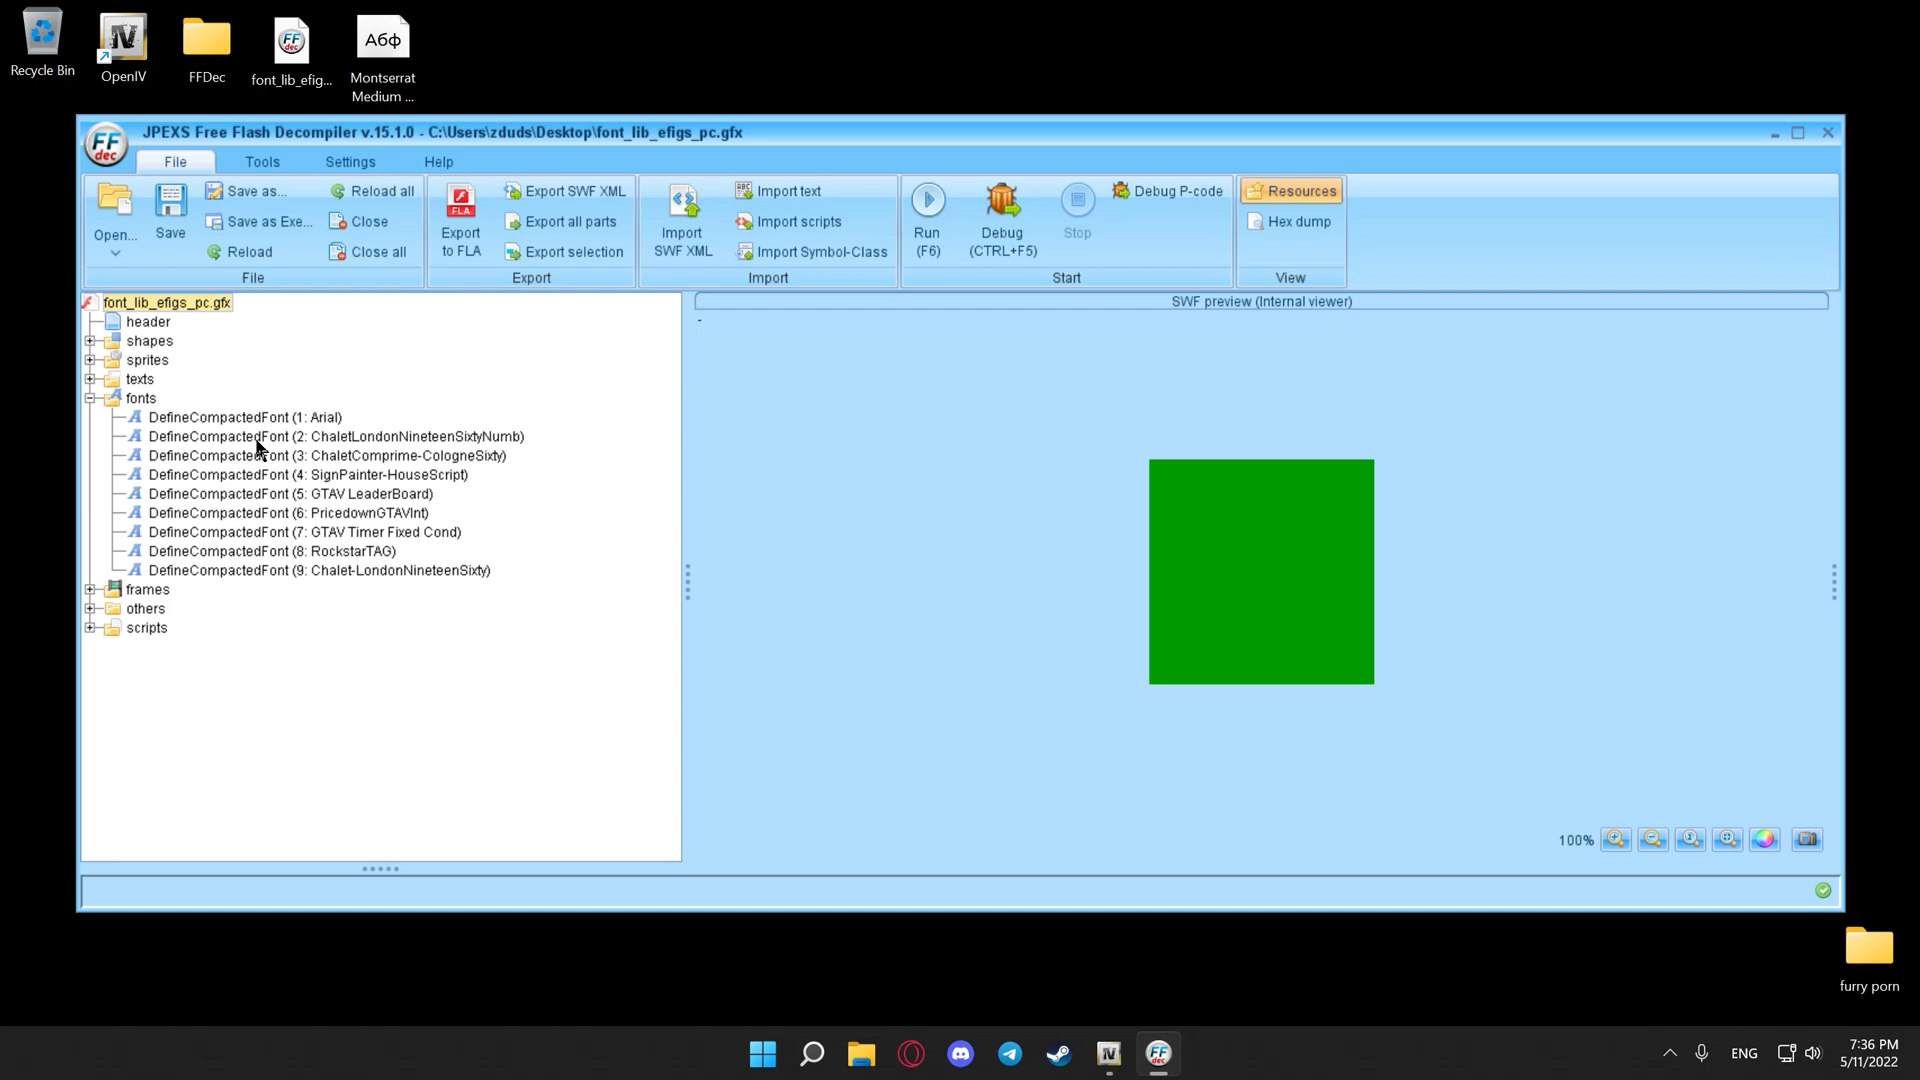 Recycle Bin
OpenIV
FFDec
font_lib_efig...
Абф
Montserrat
Medium ...
FF
dec
JPEXS Free Flash Decompiler v.15.1.0 - C:\Users\zduds\Desktop\font_lib_efigs_pc.gfx
File Tools Settings Help
Open...
Save
Save as...
Save as Exe...
Reload
Reload all
Close
Close all
File
FLA
Export
to FLA
Export SWF XML
Export all parts
Export selection
Export
Import
SWF XML
Import text
Import scripts
Import Symbol-Class
Import
Run
(F6)
Debug
(CTRL+F5)
Stop
Debug P-code
Start
Resources
Hex dump
View
font_lib_efigs_pc.gfx
header
shapes
sprites
texts
fonts
DefineCompactedFont (1: Arial)
DefineCompactedFont (2: ChaletLondonNineteenSixtyNumb)
DefineCompactedFont (3: ChaletComprime-CologneSixty)
DefineCompactedFont (4: SignPainter-HouseScript)
DefineCompactedFont (5: GTAV LeaderBoard)
DefineCompactedFont (6: PricedownGTAVInt)
DefineCompactedFont (7: GTAV Timer Fixed Cond)
DefineCompactedFont (8: RockstarTAG)
DefineCompactedFont (9: Chalet-LondonNineteenSixty)
frames
others
scripts
SWF preview (Internal viewer)
-
100%
furry porn
ENG
7:36 PM
5/11/2022